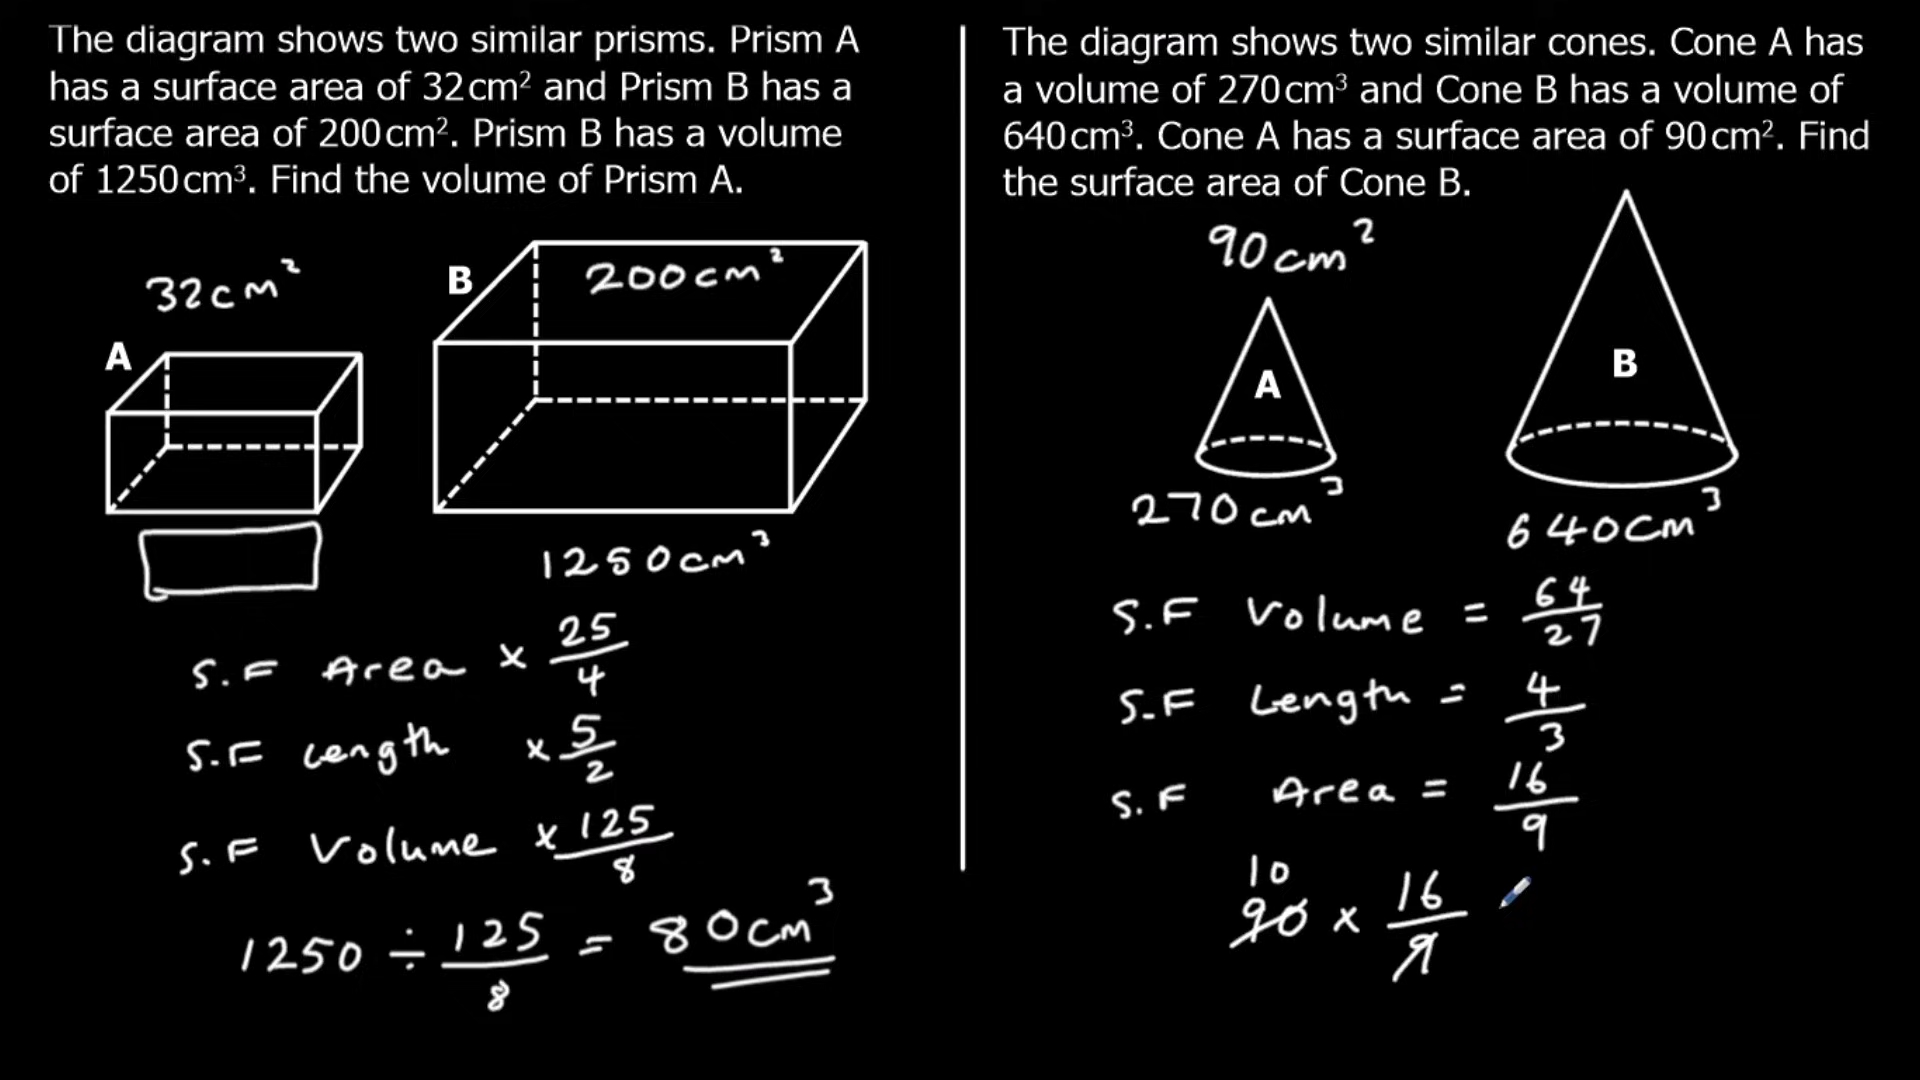 The diagram shows two similar prisms. Prism A
has a surface area of 32cm² and Prism B has a
surface area of 200cm². Prism B has a volume
of 1250cm³. Find the volume of Prism A.
32cm²
A
B
200cm²
1250cm³
S.F Area × 25/4
S.F Length × 5/2
S.F Volume × 125/8
1250 ÷ 125/8 = 80cm³
The diagram shows two similar cones. Cone A has
a volume of 270cm³ and Cone B has a volume of
640cm³. Cone A has a surface area of 90cm². Find
the surface area of Cone B.
90cm²
A
B
270cm³
640cm³
S.F Volume = 64/27
S.F Length = 4/3
S.F Area = 16/9
10
90 × 16/9